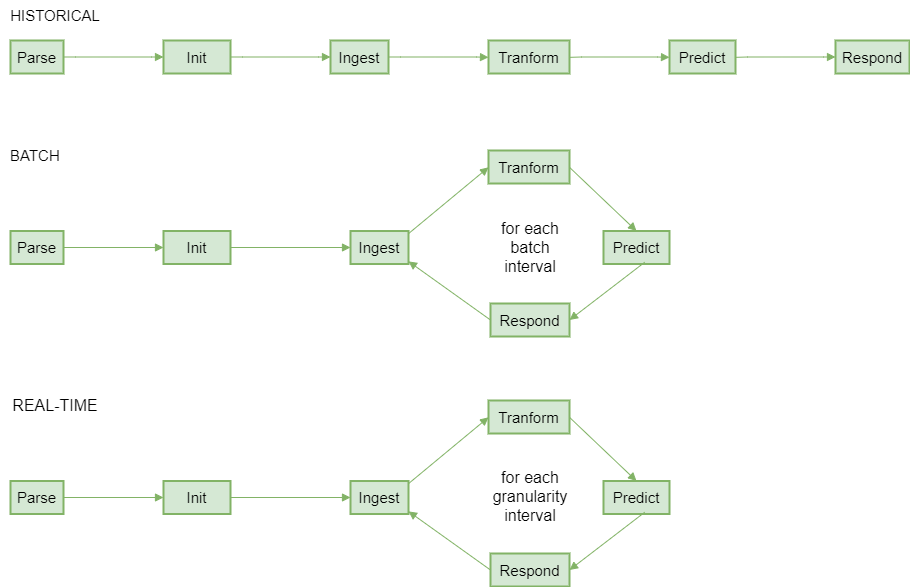 HISTORICAL
Parse
Init
Ingest
Tranform
Predict
Respond
BATCH
Tranform
Parse
Init
Ingest
for each
batch
interval
Predict
Respond
REAL-TIME
Tranform
Parse
Init
Ingest
for each
granularity
interval
Predict
Respond